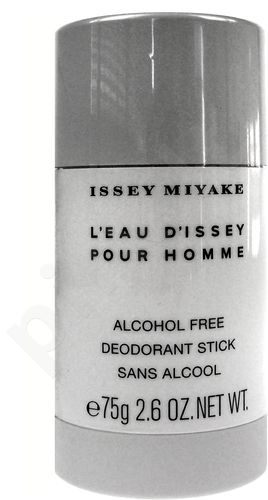 ISSEY MIYAKE
L'EAU D'ISSEY
POUR HOMME
ALCOHOL FREE
DEODORANT STICK
SANS ALCOOL
℮75g 2.6 OZ.NET WT.